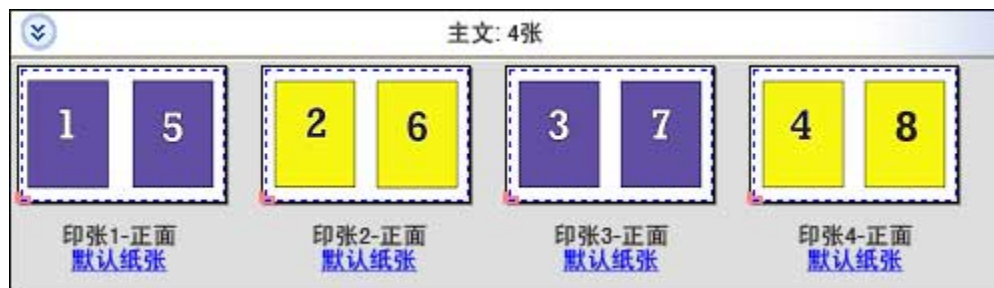 主文: 4张
1 5 2 6 3 7 4 8
印张1-正面 印张2-正面 印张3-正面 印张4-正面
默认纸张 默认纸张 默认纸张 默认纸张